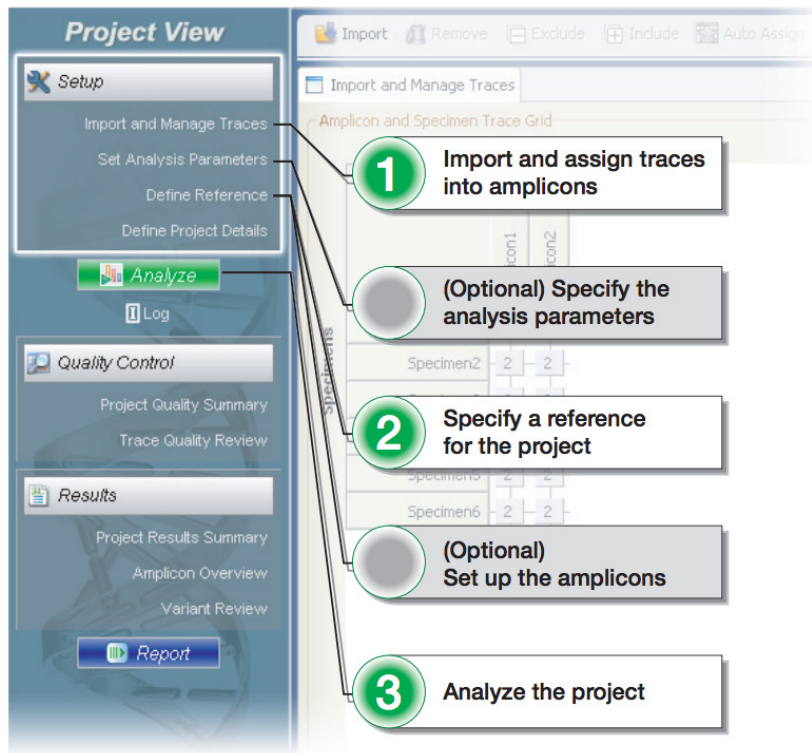 Project View
Setup
Import and Manage Traces
Set Analysis Parameters
Define Reference
Define Project Details
Analyze
Log
Quality Control
Project Quality Summary
Trace Quality Review
Results
Project Results Summary
Amplicon Overview
Variant Review
Report
Import Remove Exclude Include Auto Assign
Import and Manage Traces
Amplicon and Specimen Trace Grid
1 Import and assign traces
into amplicons
(Optional) Specify the
analysis parameters
Specimens
Specimen2 2 2
2 Specify a reference
for the project
Specimen5 2 2
Specimen6 2 2
(Optional)
Set up the amplicons
3 Analyze the project